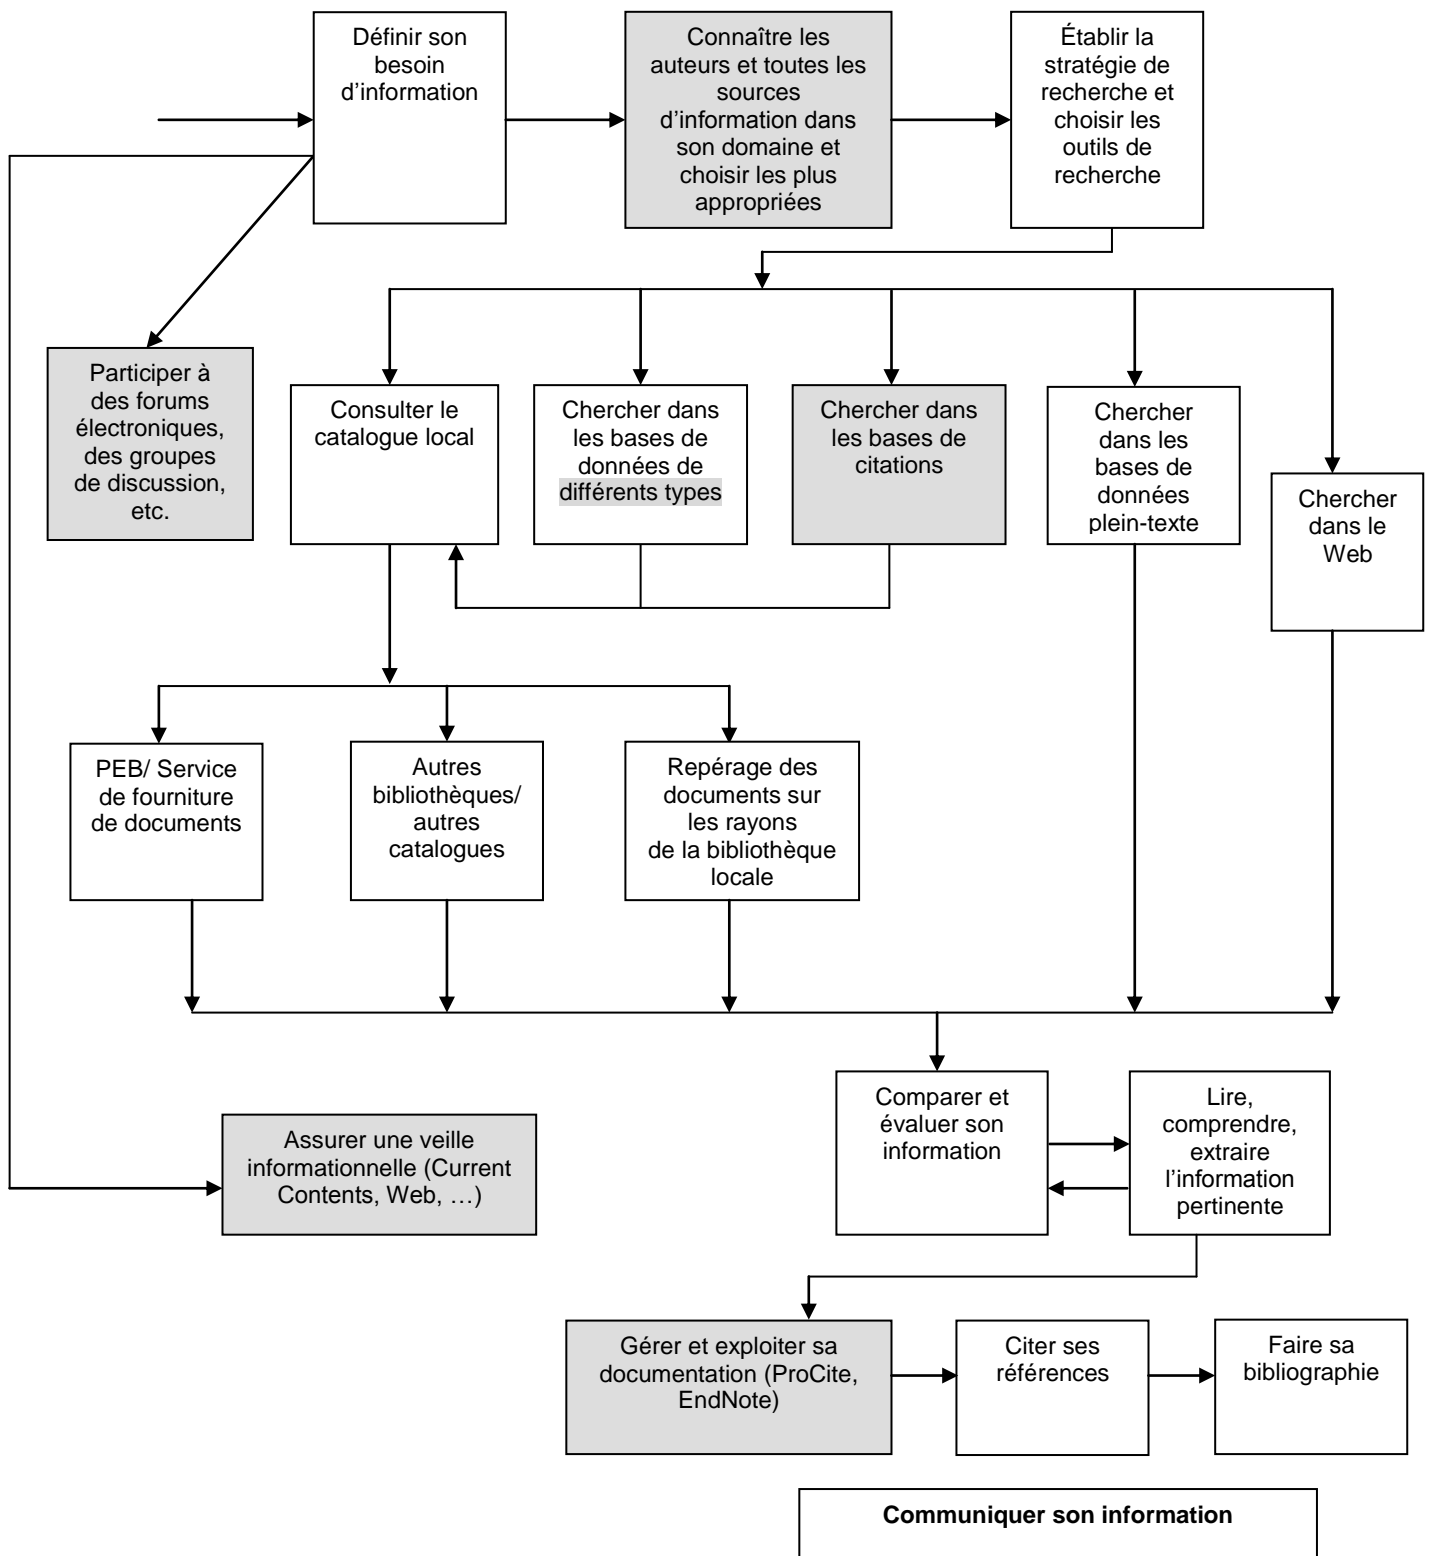 Définir son
besoin
d’information
Connaître les
auteurs et toutes les
sources
d’information dans
son domaine et
choisir les plus
appropriées
Établir la
stratégie de
recherche et
choisir les
outils de
recherche
Participer à
des forums
électroniques,
des groupes
de discussion,
etc.
Consulter le
catalogue local
Chercher dans
les bases de
données de
différents types
Chercher dans
les bases de
citations
Chercher
dans les
bases de
données
plein-texte
Chercher
dans le
Web
PEB/ Service
de fourniture
de documents
Autres
bibliothèques/
autres
catalogues
Repérage des
documents sur
les rayons
de la bibliothèque
locale
Comparer et
évaluer son
information
Lire,
comprendre,
extraire
l’information
pertinente
Assurer une veille
informationnelle (Current
Contents, Web, …)
Gérer et exploiter sa
documentation (ProCite,
EndNote)
Citer ses
références
Faire sa
bibliographie
Communiquer son information